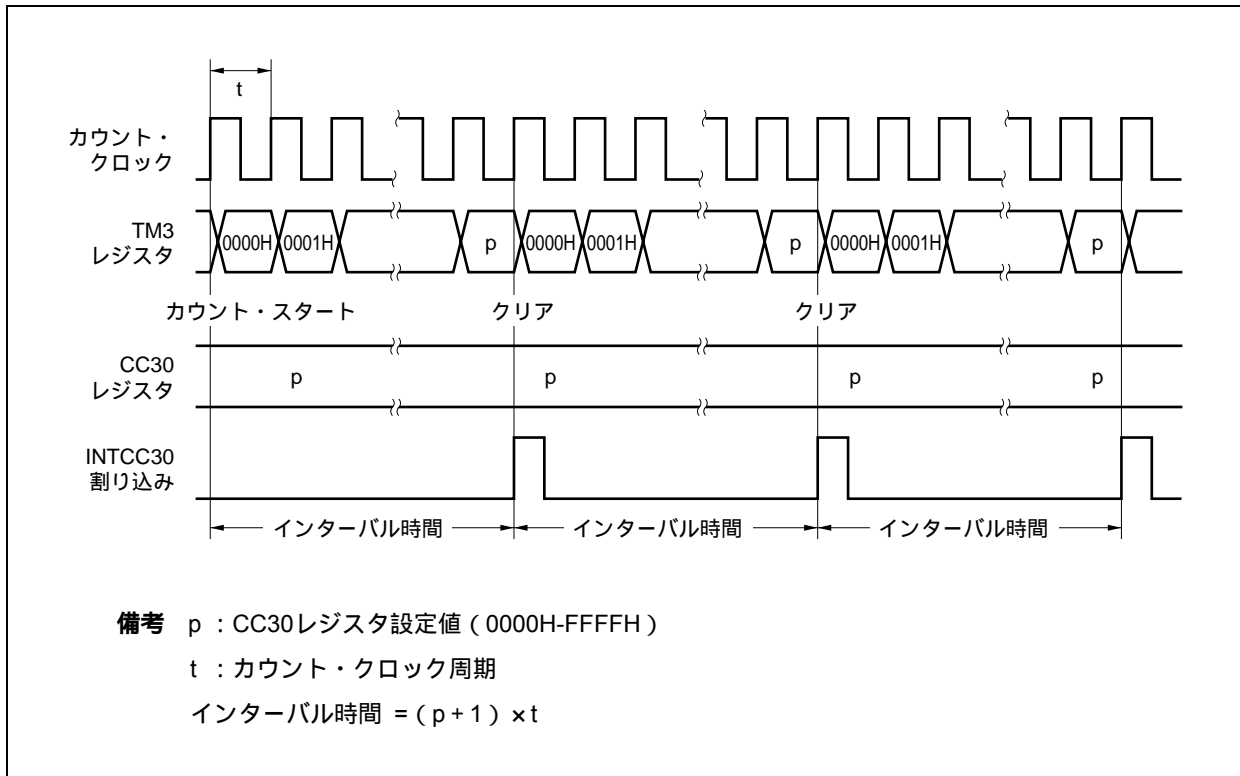 t
カウント・
クロック
TM3
レジスタ
0000H 0001H p 0000H 0001H p 0000H 0001H p
カウント・スタート クリア クリア
CC30
レジスタ
p p p p
INTCC30
割り込み
インターバル時間 インターバル時間 インターバル時間
備考 p ：CC30レジスタ設定値（0000H-FFFFH）
t ：カウント・クロック周期
インターバル時間 =（p + 1）× t